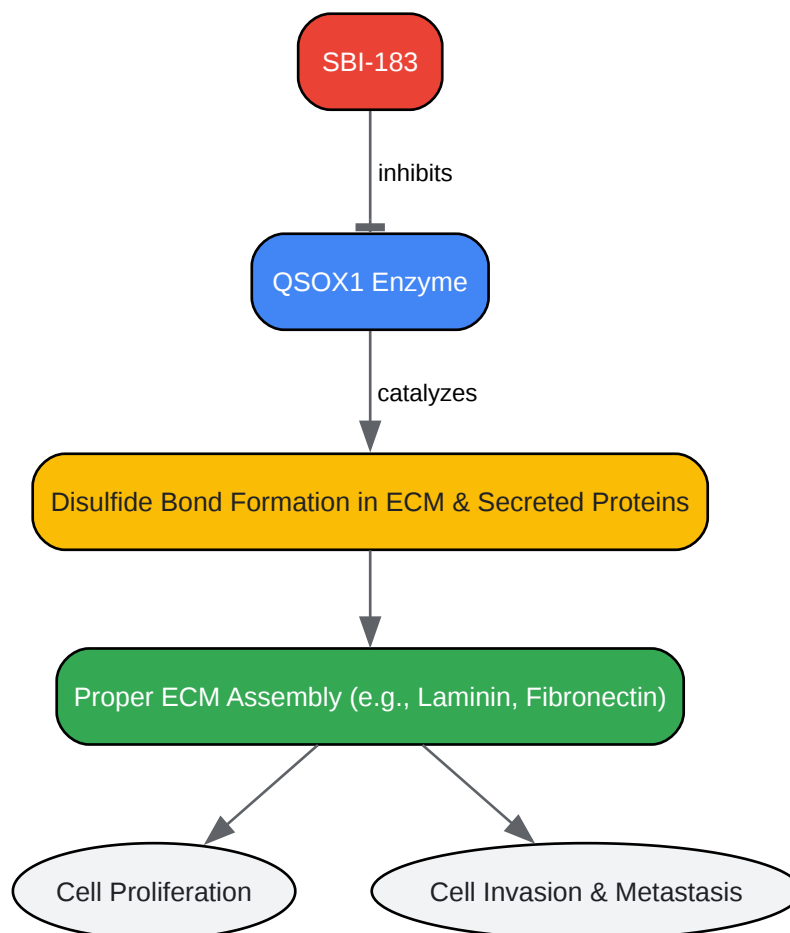 SBI-183
inhibits
QSOX1 Enzyme
catalyzes
Disulfide Bond Formation in ECM & Secreted Proteins
Proper ECM Assembly (e.g., Laminin, Fibronectin)
Cell Proliferation
Cell Invasion & Metastasis